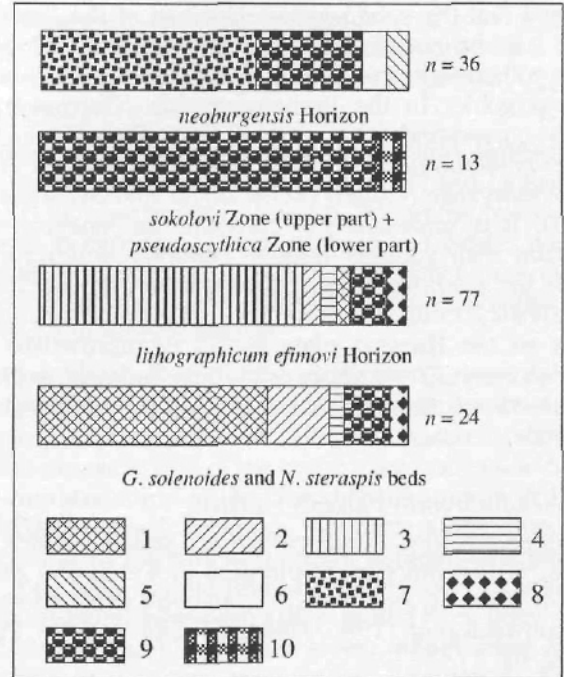 n = 36
neoburgensis Horizon
n = 13
sokolovi Zone (upper part) +
pseudoscythica Zone (lower part)
n = 77
lithographicum efimovi Horizon
n = 24
G. solenoides and N. steraspis beds
1 2 3 4
5 6 7 8
9 10